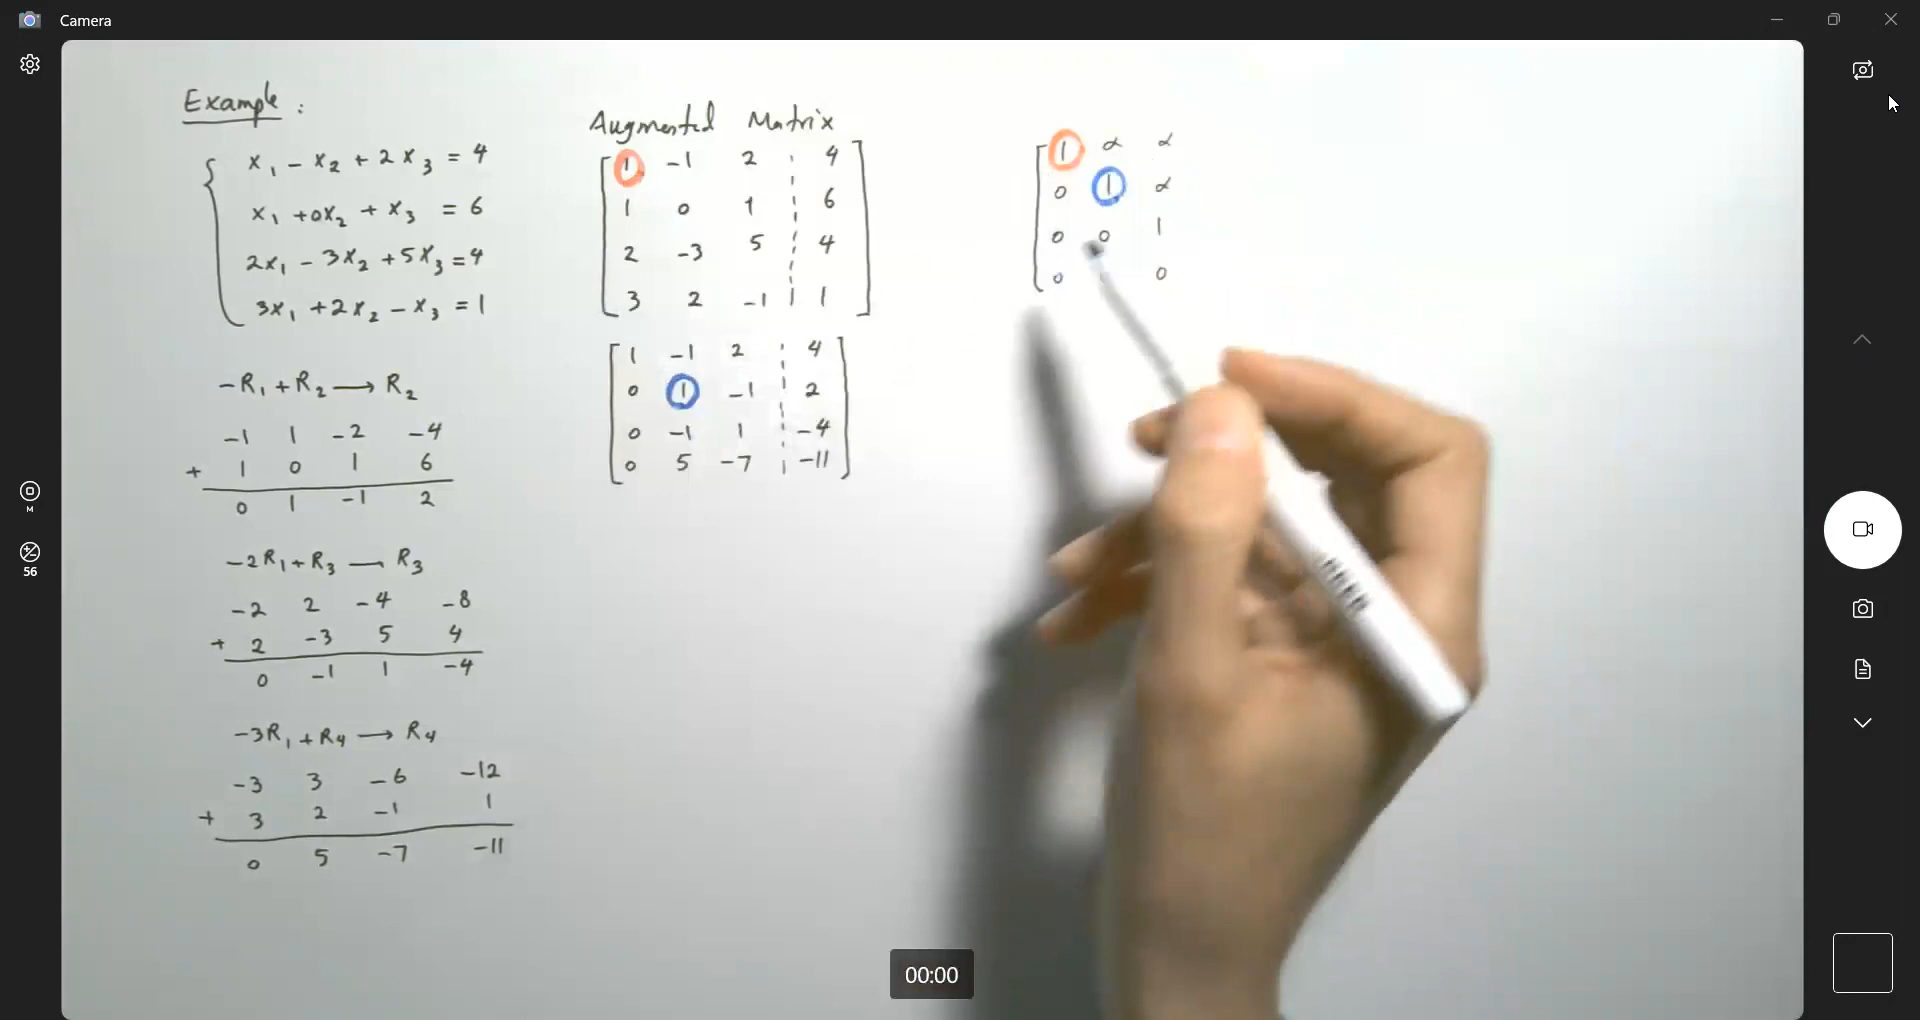 Camera
Example :
x₁ - x₂ + 2x₃ = 4
x₁ + 0x₂ + x₃ = 6
2x₁ - 3x₂ + 5x₃ = 4
3x₁ + 2x₂ - x₃ = 1
-R₁ + R₂ ⟶ R₂
-1 1 -2 -4
+ 1 0 1 6
0 1 -1 2
-2R₁ + R₃ — R₃
-2 2 -4 -8
+ 2 -3 5 4
0 -1 1 -4
-3R₁ + R₄ ⟶ R₄
-3 3 -6 -12
+ 3 2 -1 1
0 5 -7 -11
Augmented Matrix
1 -1 2 4
1 0 1 6
2 -3 5 4
3 2 -1 1
1 -1 2 4
0 1 -1 2
0 -1 1 -4
0 5 -7 -11
1 α α
0 1 α
0 0 1
0 0
M
56
00:00